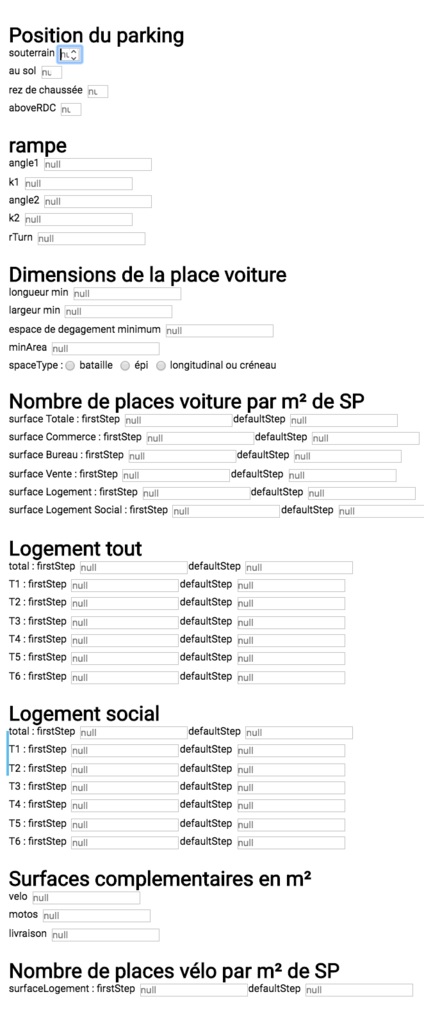 Position du parking
souterrain
au sol
rez de chaussée
aboveRDC
rampe
angle1 null
k1 null
angle2 null
k2 null
rTurn null
Dimensions de la place voiture
longueur min null
largeur min null
espace de degagement minimum null
minArea null
spaceType : bataille épi longitudinal ou créneau
Nombre de places voiture par m² de SP
surface Totale : firstStep null defaultStep null
surface Commerce : firstStep null defaultStep null
surface Bureau : firstStep null defaultStep null
surface Vente : firstStep null defaultStep null
surface Logement : firstStep null defaultStep null
surface Logement Social : firstStep null defaultStep null
Logement tout
total : firstStep null defaultStep null
T1 : firstStep null defaultStep null
T2 : firstStep null defaultStep null
T3 : firstStep null defaultStep null
T4 : firstStep null defaultStep null
T5 : firstStep null defaultStep null
T6 : firstStep null defaultStep null
Logement social
total : firstStep null defaultStep null
T1 : firstStep null defaultStep null
T2 : firstStep null defaultStep null
T3 : firstStep null defaultStep null
T4 : firstStep null defaultStep null
T5 : firstStep null defaultStep null
T6 : firstStep null defaultStep null
Surfaces complementaires en m²
velo null
motos null
livraison null
Nombre de places vélo par m² de SP
surfaceLogement : firstStep null defaultStep null